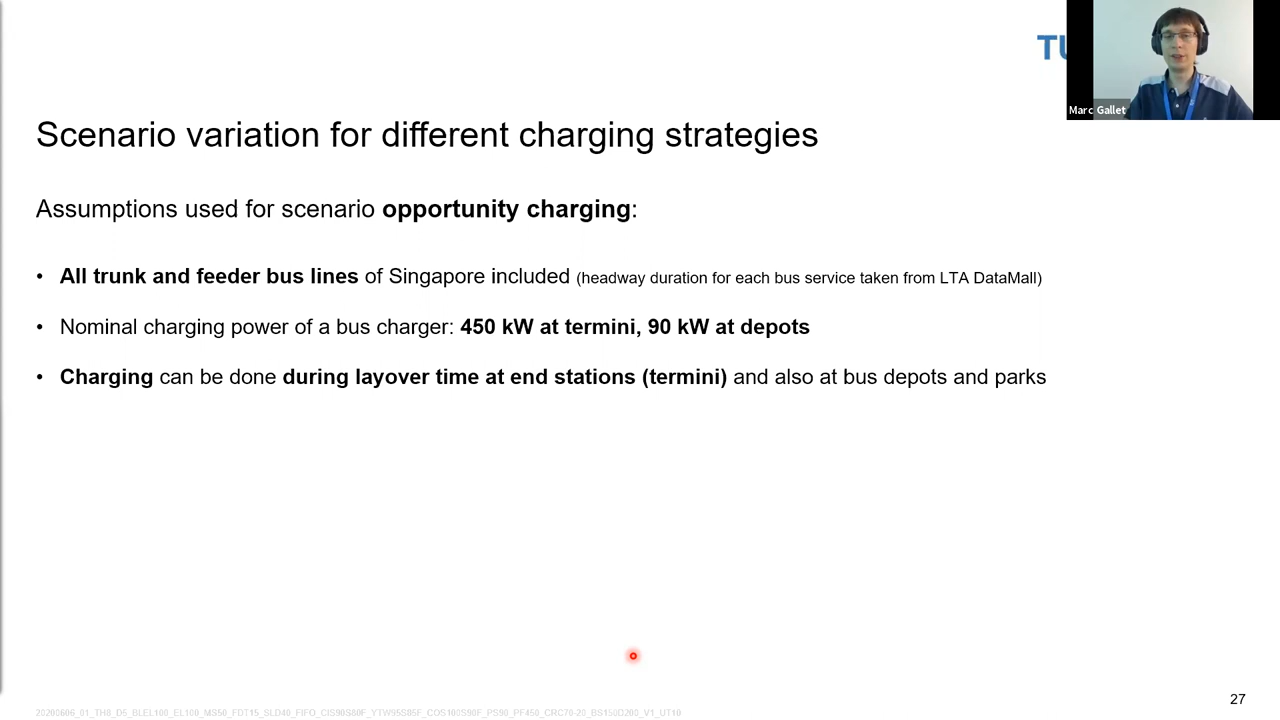 TU
Marc Gallet
Scenario variation for different charging strategies
Assumptions used for scenario opportunity charging:
• All trunk and feeder bus lines of Singapore included (headway duration for each bus service taken from LTA DataMall)
• Nominal charging power of a bus charger: 450 kW at termini, 90 kW at depots
• Charging can be done during layover time at end stations (termini) and also at bus depots and parks
27